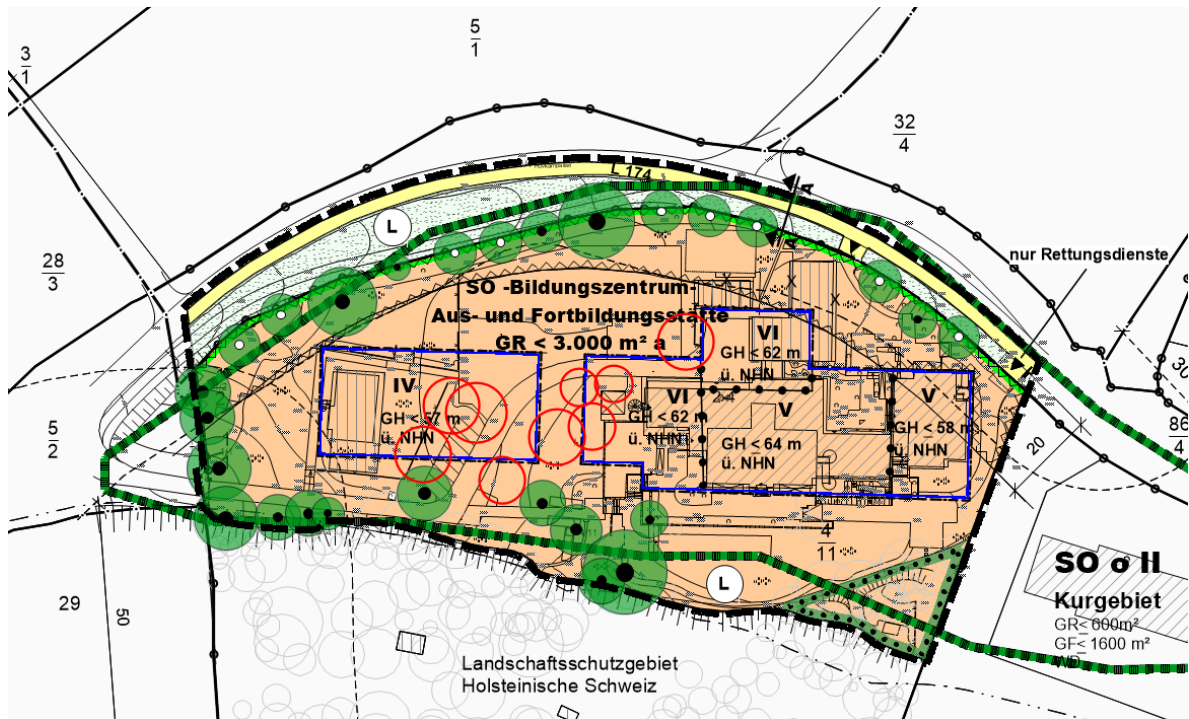 5
1
3
1
32
4
L 174
A
L
A
nur Rettungsdienste
28
3
SO -Bildungszentrum-
Aus- und Fortbildungsstätte
GR < 3.000 m² a
VI
GH < 62 m
ü. NHN
30
IV
GH < 57 m
ü. NHN
VI
GH < 62 m
ü. NHN
V
GH < 64 m
ü. NHN
V
GH < 58 m
ü. NHN
5
2
86
4
20
4
11
L
SO o II
Kurgebiet
GR≤ 600m²
GF≤ 1600 m²
29
50
Landschaftsschutzgebiet
Holsteinische Schweiz